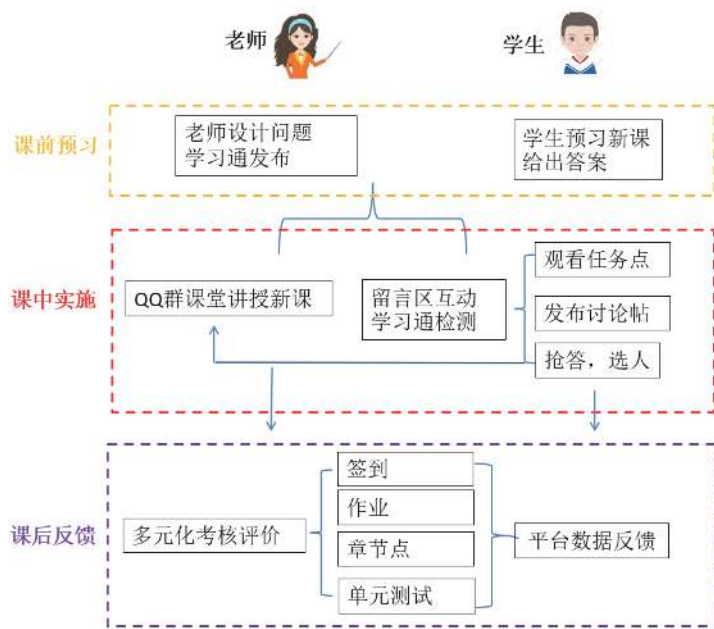 老师
学生
课前预习
老师设计问题
学习通发布
学生预习新课
给出答案
课中实施
QQ群课堂讲授新课
留言区互动
学习通检测
观看任务点
发布讨论帖
抢答，选人
课后反馈
多元化考核评价
签到
作业
章节点
单元测试
平台数据反馈